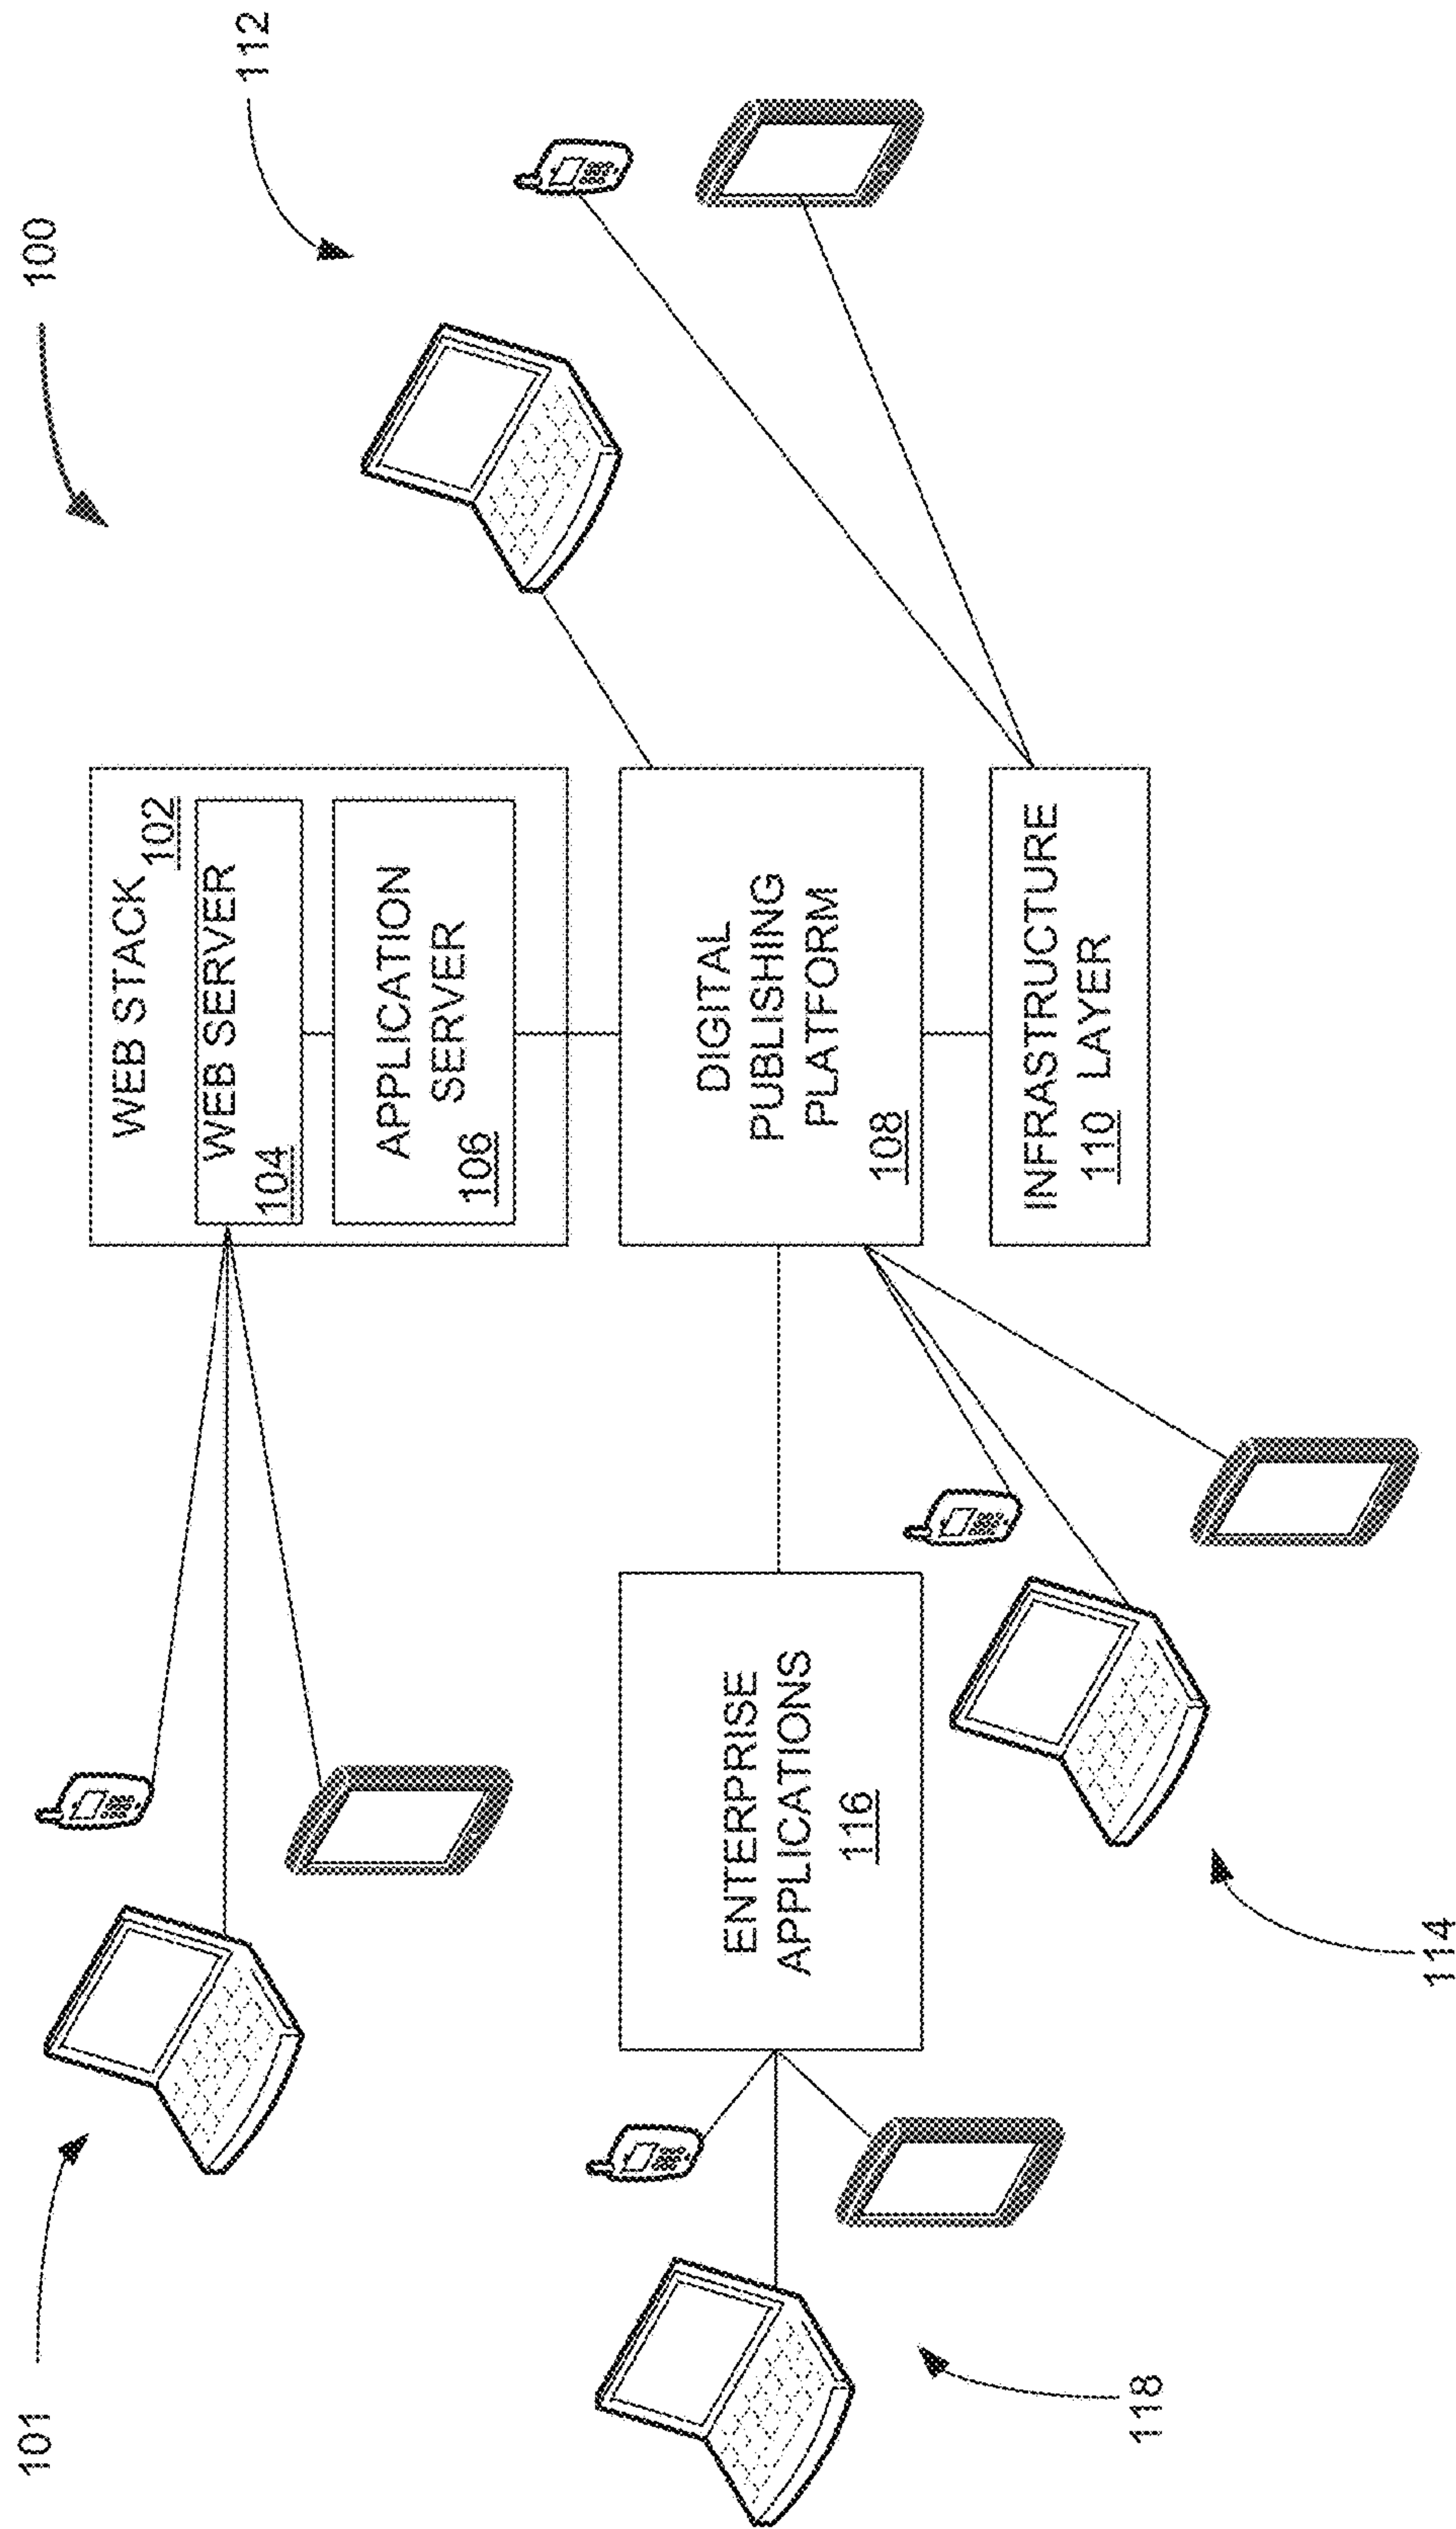 100
112
101
WEB STACK
102
WEB SERVER
104
APPLICATION
SERVER
106
DIGITAL
PUBLISHING
PLATFORM
108
INFRASTRUCTURE
110 LAYER
ENTERPRISE
APPLICATIONS
116
118
114